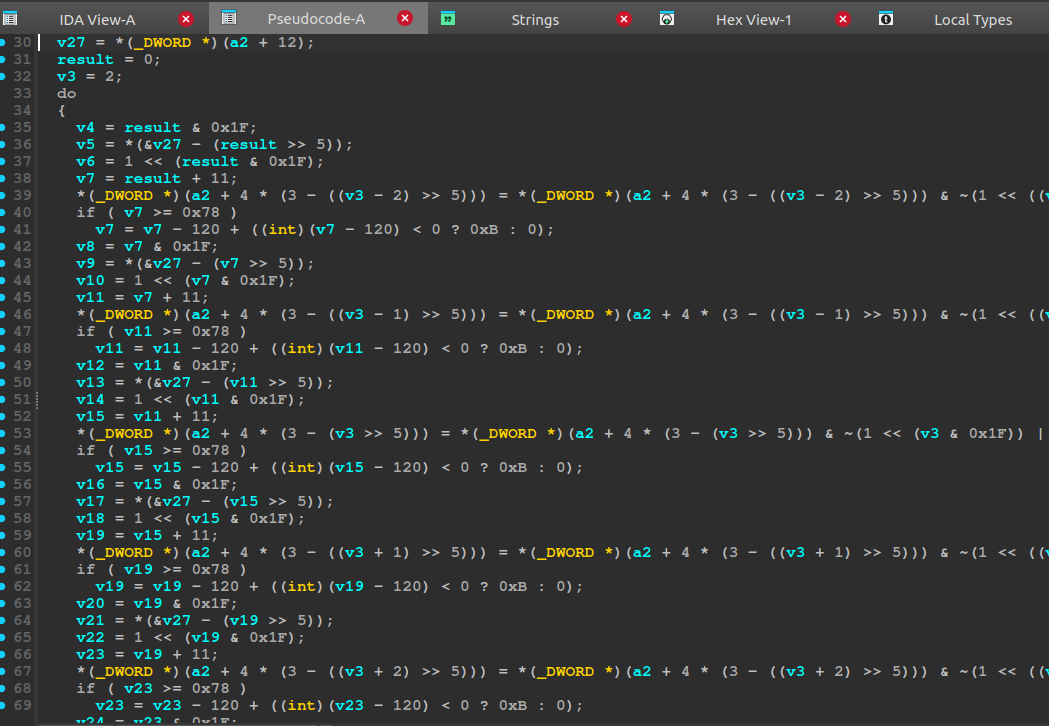 IDA View-A Pseudocode-A Strings Hex View-1 Local Types
30 v27 = *(_DWORD *)(a2 + 12);
31 result = 0;
32 v3 = 2;
33 do
34 {
35 v4 = result & 0x1F;
36 v5 = *(&v27 - (result >> 5));
37 v6 = 1 << (result & 0x1F);
38 v7 = result + 11;
39 *(_DWORD *)(a2 + 4 * (3 - ((v3 - 2) >> 5))) = *(_DWORD *)(a2 + 4 * (3 - ((v3 - 2) >> 5))) & ~(1 << ((v
40 if ( v7 >= 0x78 )
41 v7 = v7 - 120 + ((int)(v7 - 120) < 0 ? 0xB : 0);
42 v8 = v7 & 0x1F;
43 v9 = *(&v27 - (v7 >> 5));
44 v10 = 1 << (v7 & 0x1F);
45 v11 = v7 + 11;
46 *(_DWORD *)(a2 + 4 * (3 - ((v3 - 1) >> 5))) = *(_DWORD *)(a2 + 4 * (3 - ((v3 - 1) >> 5))) & ~(1 << ((v
47 if ( v11 >= 0x78 )
48 v11 = v11 - 120 + ((int)(v11 - 120) < 0 ? 0xB : 0);
49 v12 = v11 & 0x1F;
50 v13 = *(&v27 - (v11 >> 5));
51 v14 = 1 << (v11 & 0x1F);
52 v15 = v11 + 11;
53 *(_DWORD *)(a2 + 4 * (3 - (v3 >> 5))) = *(_DWORD *)(a2 + 4 * (3 - (v3 >> 5))) & ~(1 << (v3 & 0x1F)) |
54 if ( v15 >= 0x78 )
55 v15 = v15 - 120 + ((int)(v15 - 120) < 0 ? 0xB : 0);
56 v16 = v15 & 0x1F;
57 v17 = *(&v27 - (v15 >> 5));
58 v18 = 1 << (v15 & 0x1F);
59 v19 = v15 + 11;
60 *(_DWORD *)(a2 + 4 * (3 - ((v3 + 1) >> 5))) = *(_DWORD *)(a2 + 4 * (3 - ((v3 + 1) >> 5))) & ~(1 << ((v
61 if ( v19 >= 0x78 )
62 v19 = v19 - 120 + ((int)(v19 - 120) < 0 ? 0xB : 0);
63 v20 = v19 & 0x1F;
64 v21 = *(&v27 - (v19 >> 5));
65 v22 = 1 << (v19 & 0x1F);
66 v23 = v19 + 11;
67 *(_DWORD *)(a2 + 4 * (3 - ((v3 + 2) >> 5))) = *(_DWORD *)(a2 + 4 * (3 - ((v3 + 2) >> 5))) & ~(1 << ((v
68 if ( v23 >= 0x78 )
69 v23 = v23 - 120 + ((int)(v23 - 120) < 0 ? 0xB : 0);
v24 = v23 & 0x1F;